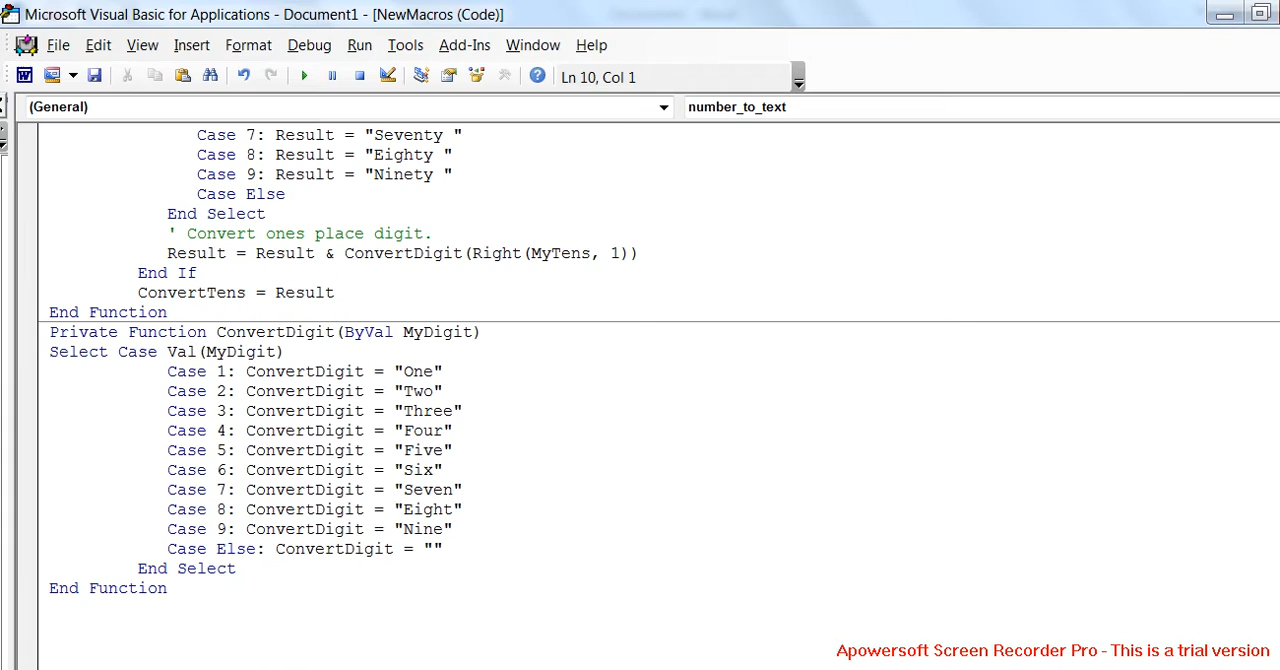 Microsoft Visual Basic for Applications - Document1 - [NewMacros (Code)]
File Edit View Insert Format Debug Run Tools Add-Ins Window Help
Ln 10, Col 1
(General) number_to_text
Case 7: Result = "Seventy "
Case 8: Result = "Eighty "
Case 9: Result = "Ninety "
Case Else
End Select
' Convert ones place digit.
Result = Result & ConvertDigit(Right(MyTens, 1))
End If
ConvertTens = Result
End Function
Private Function ConvertDigit(ByVal MyDigit)
Select Case Val(MyDigit)
Case 1: ConvertDigit = "One"
Case 2: ConvertDigit = "Two"
Case 3: ConvertDigit = "Three"
Case 4: ConvertDigit = "Four"
Case 5: ConvertDigit = "Five"
Case 6: ConvertDigit = "Six"
Case 7: ConvertDigit = "Seven"
Case 8: ConvertDigit = "Eight"
Case 9: ConvertDigit = "Nine"
Case Else: ConvertDigit = ""
End Select
End Function
Apowersoft Screen Recorder Pro - This is a trial version